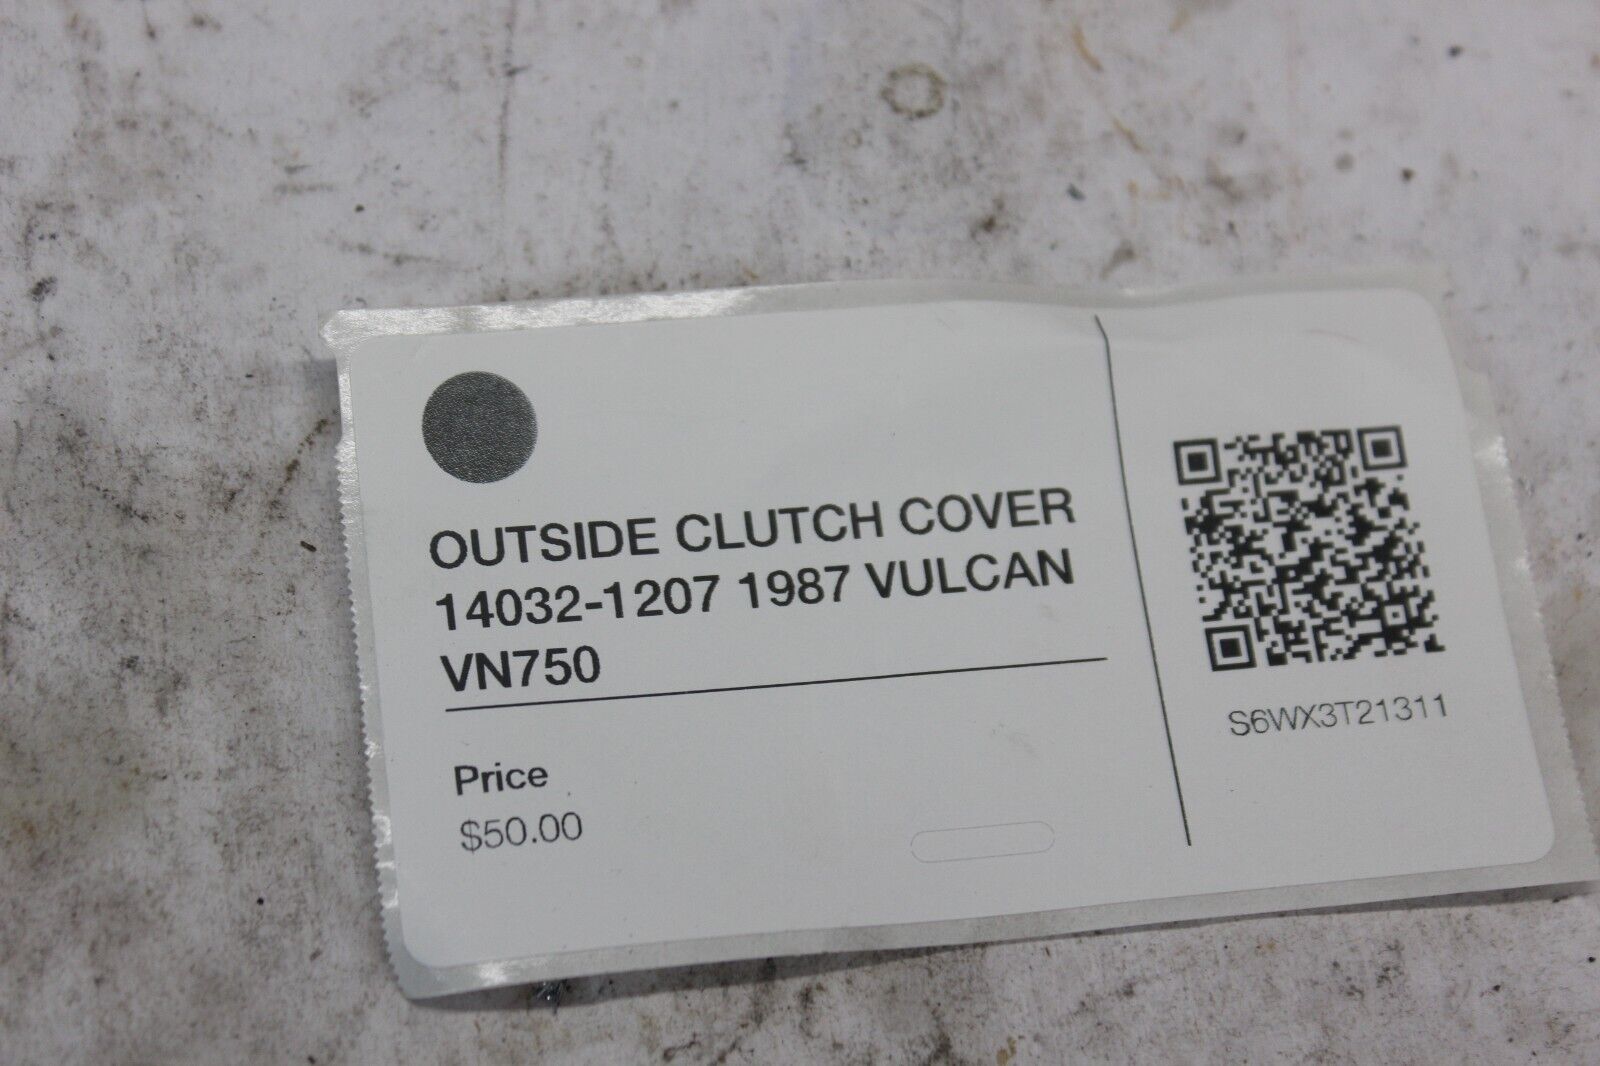 OUTSIDE CLUTCH COVER
14032-1207 1987 VULCAN
VN750
Price
$50.00
S6WX3T21311